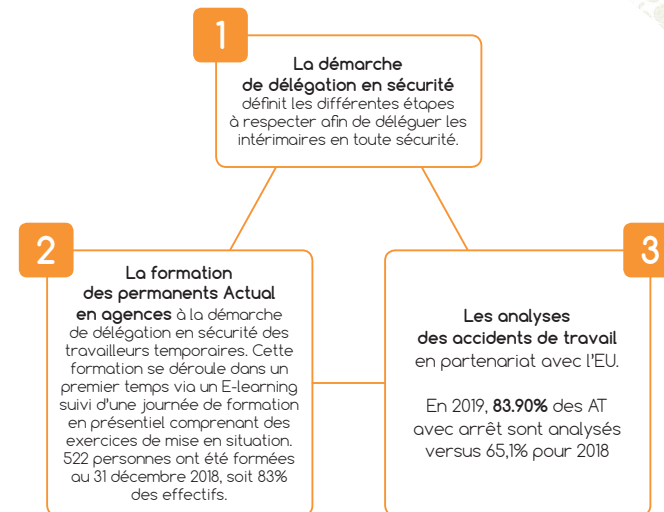 1
La démarche
de délégation en sécurité
définit les différentes étapes
à respecter afin de déléguer les
intérimaires en toute sécurité.
2
La formation
des permanents Actual
en agences à la démarche
de délégation en sécurité des
travailleurs temporaires. Cette
formation se déroule dans un
premier temps via un E-learning
suivi d'une journée de formation
en présentiel comprenant des
exercices de mise en situation.
522 personnes ont été formées
au 31 décembre 2018, soit 83%
des effectifs.
3
Les analyses
des accidents de travail
en partenariat avec l'EU.
En 2019, 83.90% des AT
avec arrêt sont analysés
versus 65,1% pour 2018